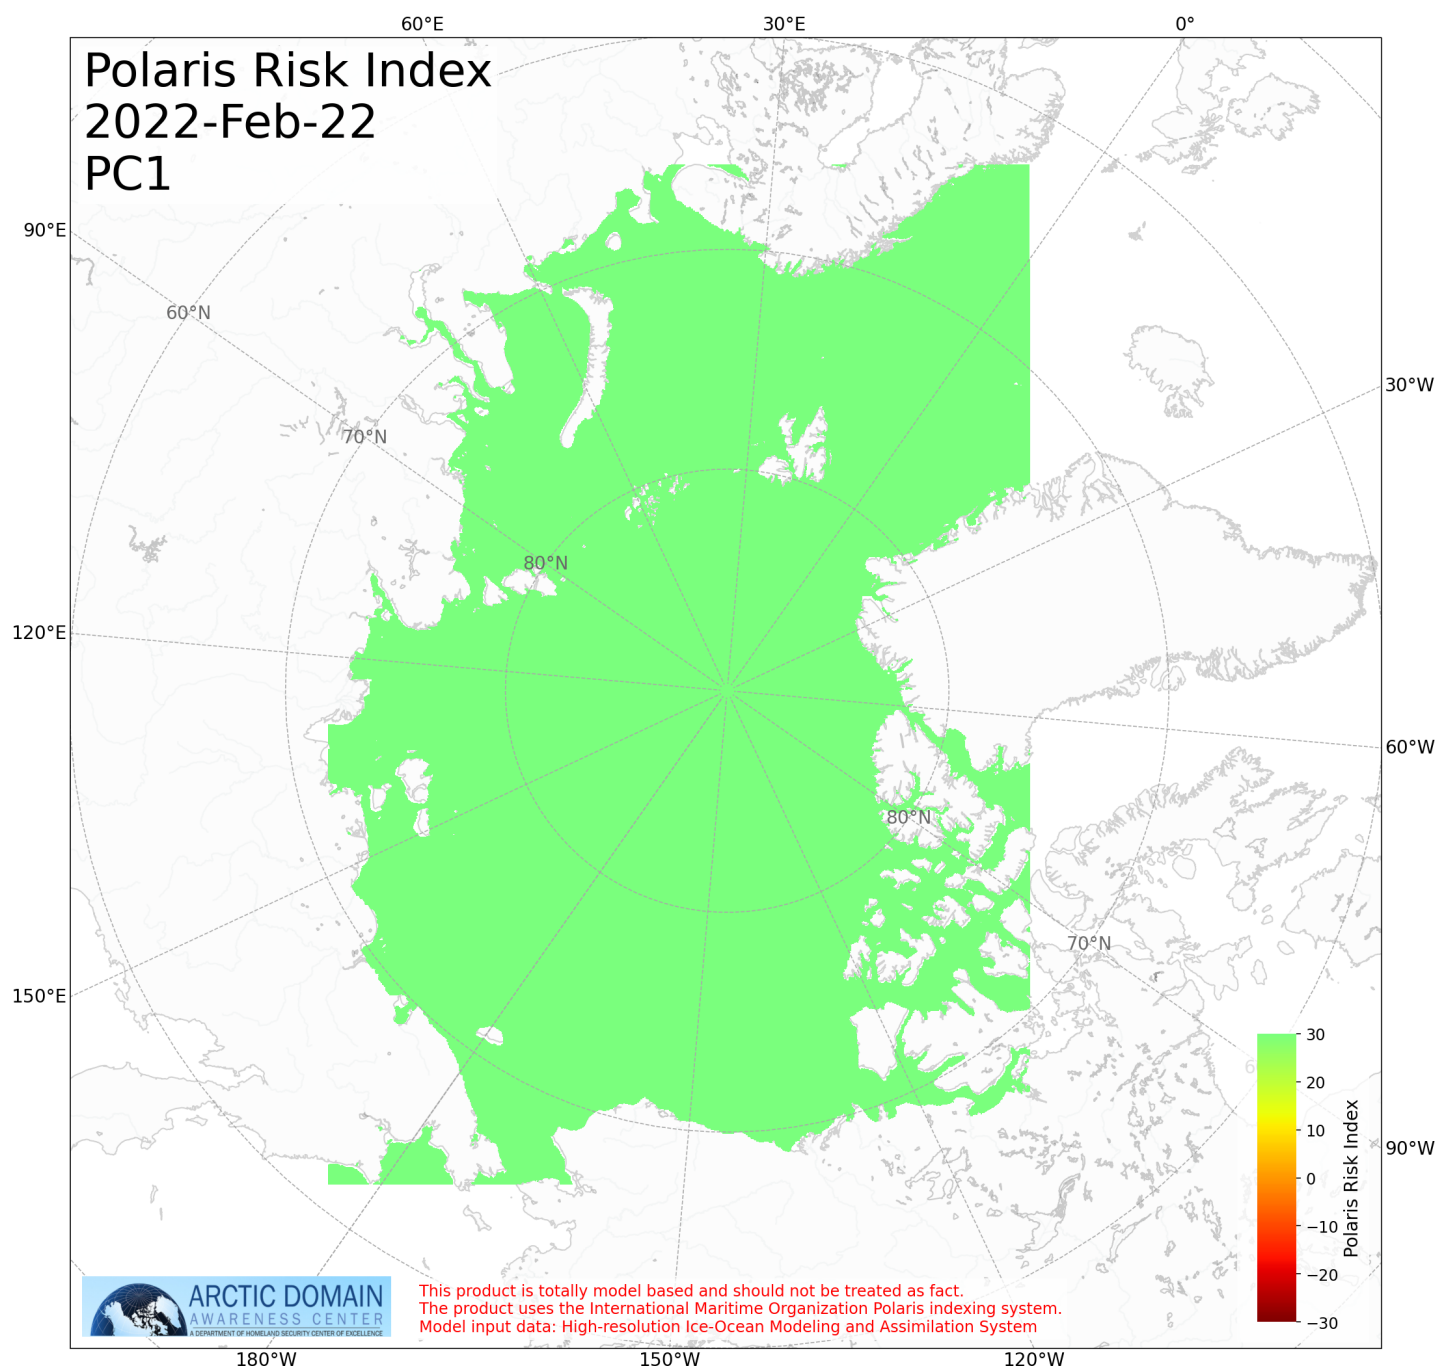 60°E 30°E 0°
Polaris Risk Index
2022-Feb-22
PC1
90°E
60°N
30°W
70°N
80°N
120°E
60°W
80°N
70°N
150°E
30
20
10
0
−10
−20
−30
Polaris Risk Index
90°W
ARCTIC DOMAIN
AWARENESS CENTER
A DEPARTMENT OF HOMELAND SECURITY CENTER OF EXCELLENCE
This product is totally model based and should not be treated as fact.
The product uses the International Maritime Organization Polaris indexing system.
Model input data: High-resolution Ice-Ocean Modeling and Assimilation System
180°W 150°W 120°W